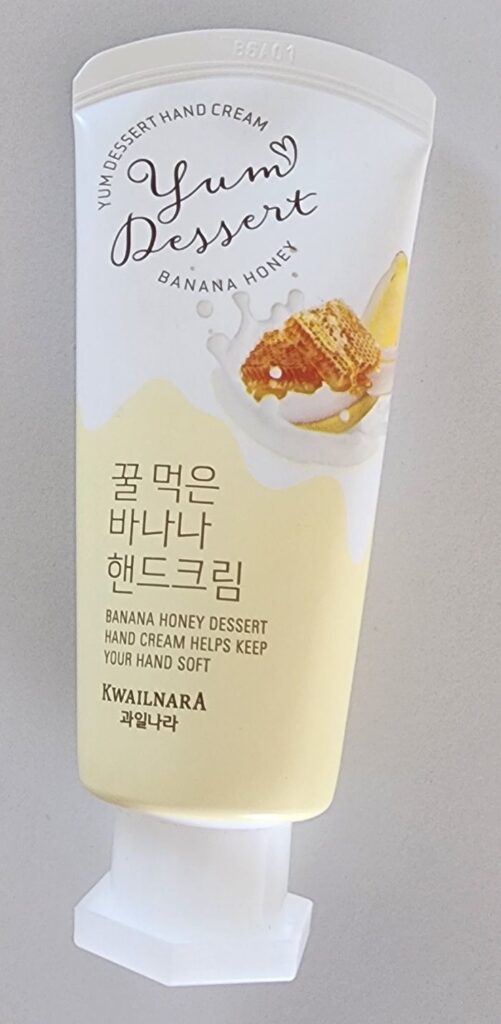 YUM DESSERT HAND CREAM
Yum
Dessert
BANANA HONEY
꿀 먹은
바나나
핸드크림
BANANA HONEY DESSERT
HAND CREAM HELPS KEEP
YOUR HAND SOFT
KWAILNARA
과일나라